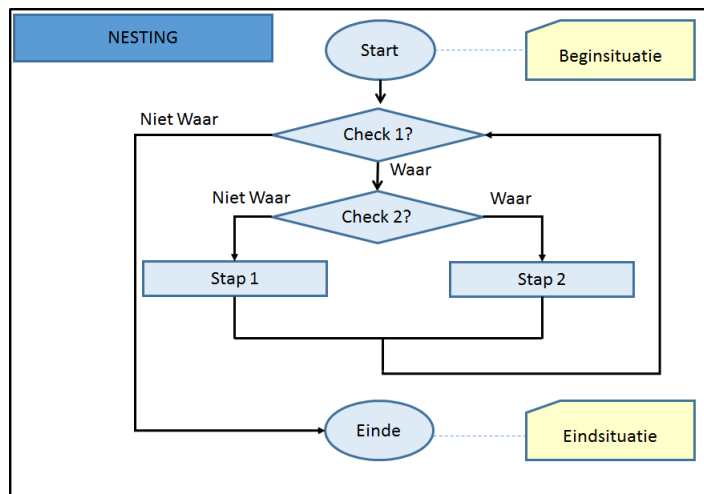 NESTING
Start
Beginsituatie
Niet Waar
Check 1?
Waar
Niet Waar
Check 2?
Waar
Stap 1
Stap 2
Einde
Eindsituatie